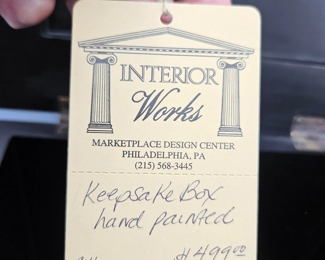 INTERIOR
Works
MARKETPLACE DESIGN CENTER
PHILADELPHIA, PA
(215) 568-3445
Keepsake Box
hand painted
$499.00